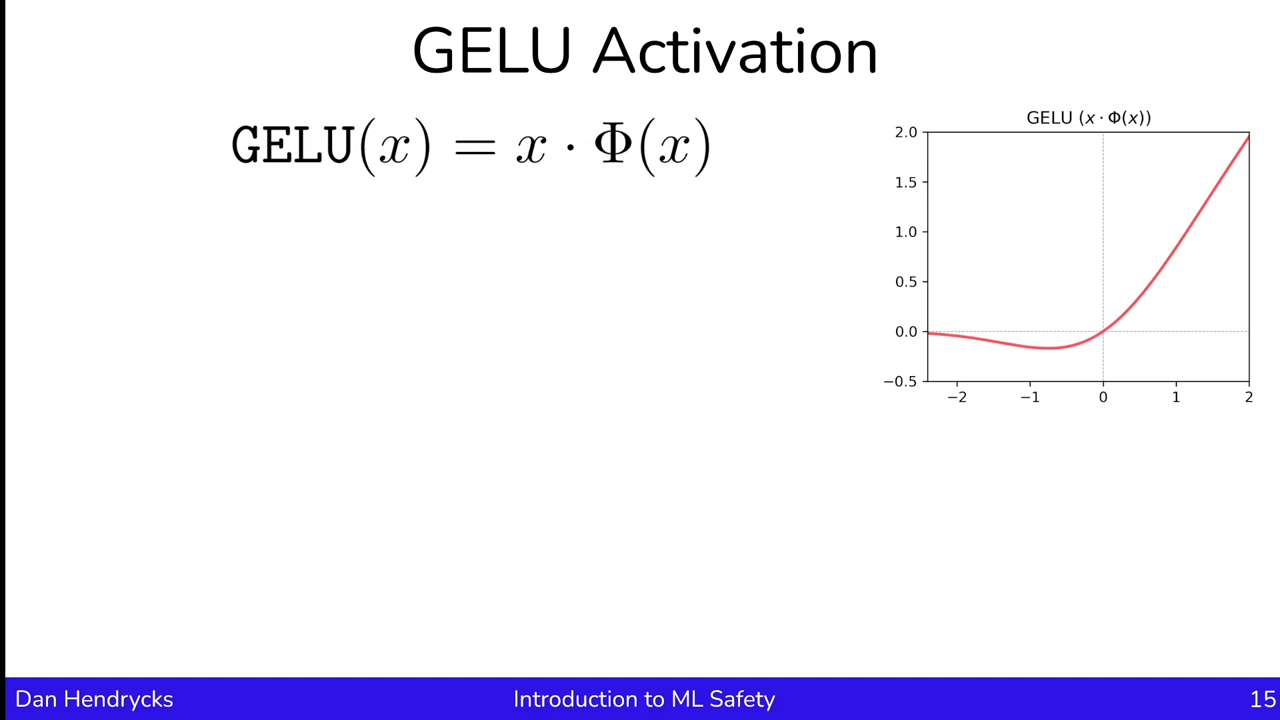 GELU Activation
GELU(x) = x · Φ(x)
GELU (x · Φ(x))
2.0
1.5
1.0
0.5
0.0
−0.5
−2 −1 0 1 2
Dan Hendrycks Introduction to ML Safety 15